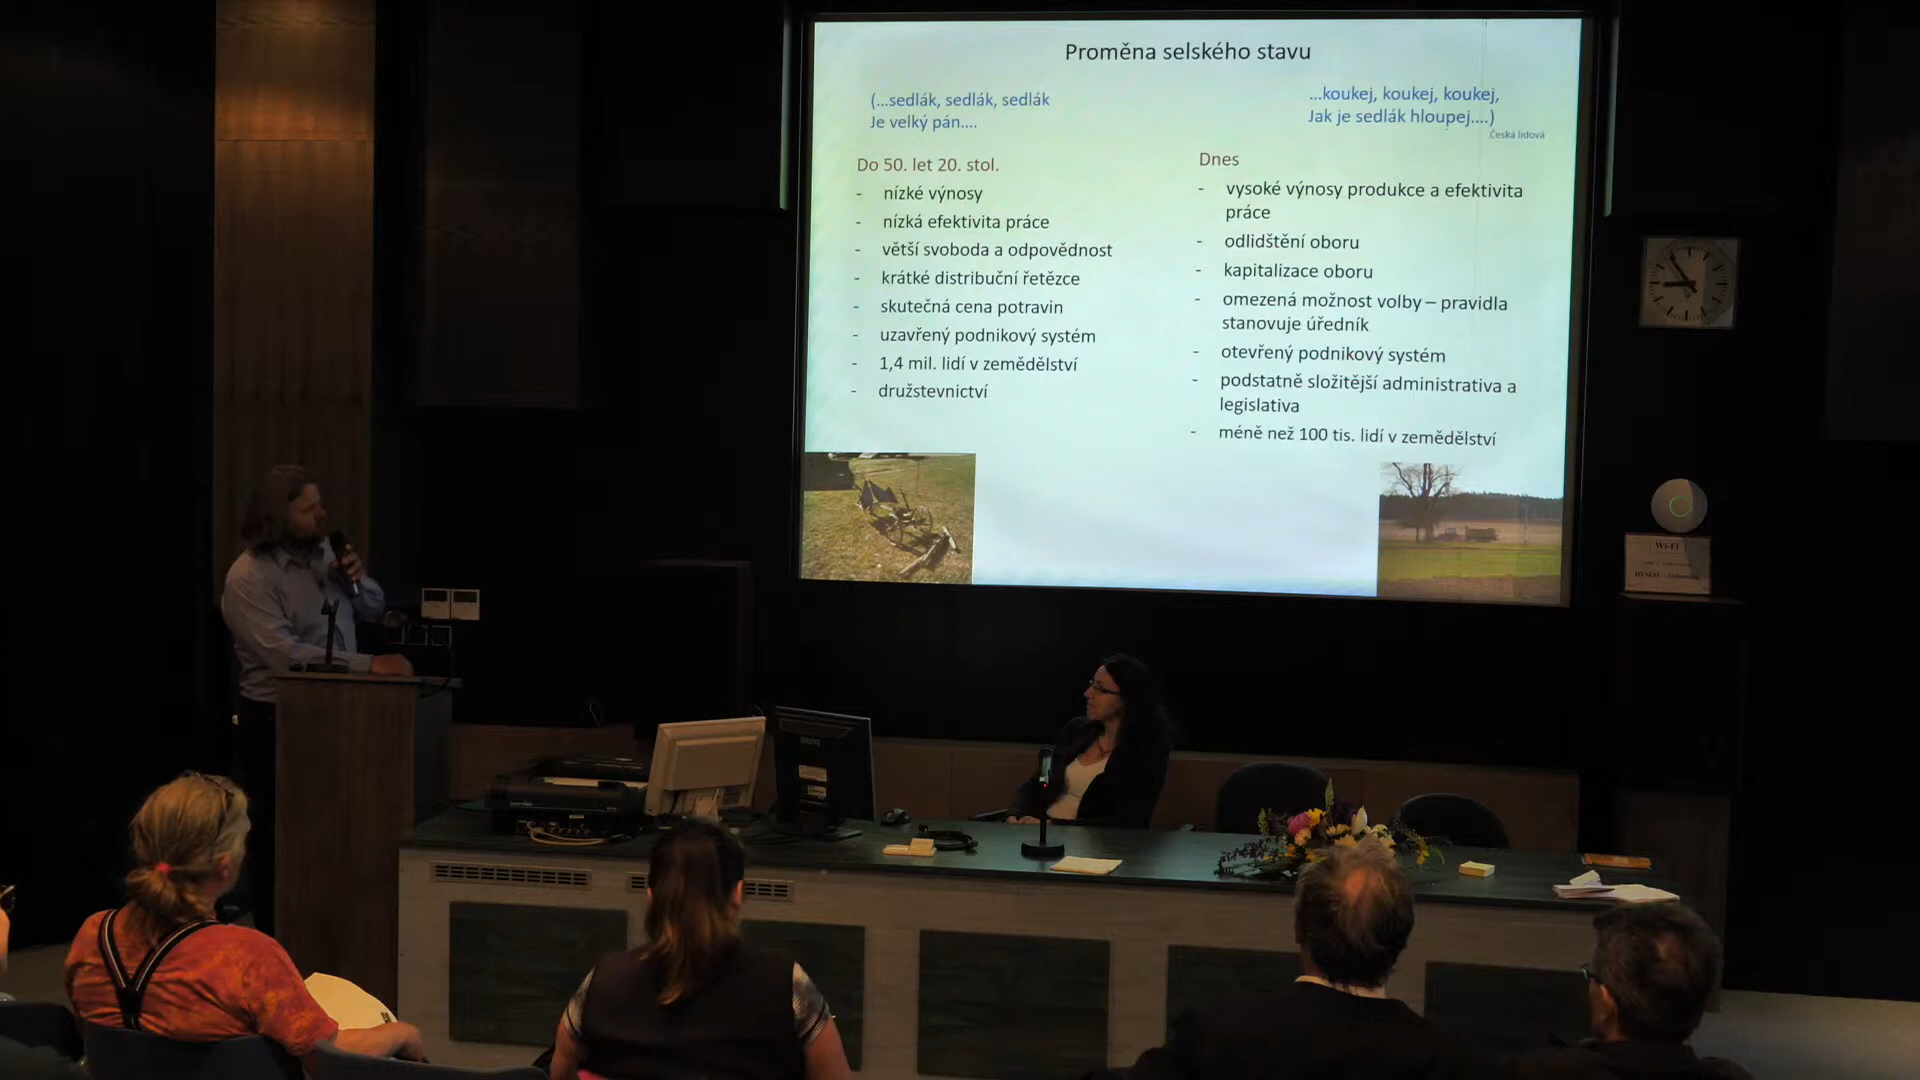 Proměna selského stavu
(...sedlák, sedlák, sedlák
Je velký pán....
...koukej, koukej, koukej,
Jak je sedlák hloupej....)
Česká lidová
Do 50. let 20. stol.
- nízké výnosy
- nízká efektivita práce
- větší svoboda a odpovědnost
- krátké distribuční řetězce
- skutečná cena potravin
- uzavřený podnikový systém
- 1,4 mil. lidí v zemědělství
- družstevnictví
Dnes
- vysoké výnosy produkce a efektivita
práce
- odlidštění oboru
- kapitalizace oboru
- omezená možnost volby – pravidla
stanovuje úředník
- otevřený podnikový systém
- podstatně složitější administrativa a
legislativa
- méně než 100 tis. lidí v zemědělství
Wi-Fi
HESLO
BenQ